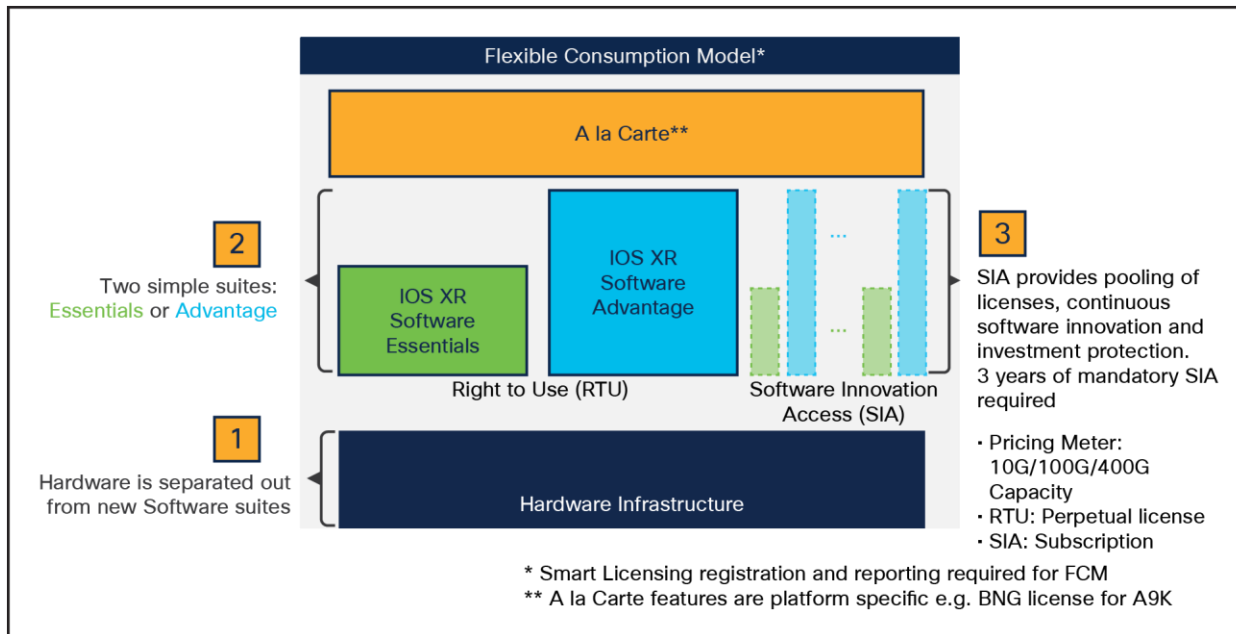 Flexible Consumption Model*
A la Carte**
2
Two simple suites:
Essentials or Advantage
IOS XR
Software
Essentials
IOS XR
Software
Advantage
...
...
Right to Use (RTU)
Software Innovation
Access (SIA)
3
SIA provides pooling of
licenses, continuous
software innovation and
investment protection.
3 years of mandatory SIA
required
• Pricing Meter:
10G/100G/400G
Capacity
• RTU: Perpetual license
• SIA: Subscription
1
Hardware is separated out
from new Software suites
Hardware Infrastructure
* Smart Licensing registration and reporting required for FCM
** A la Carte features are platform specific e.g. BNG license for A9K